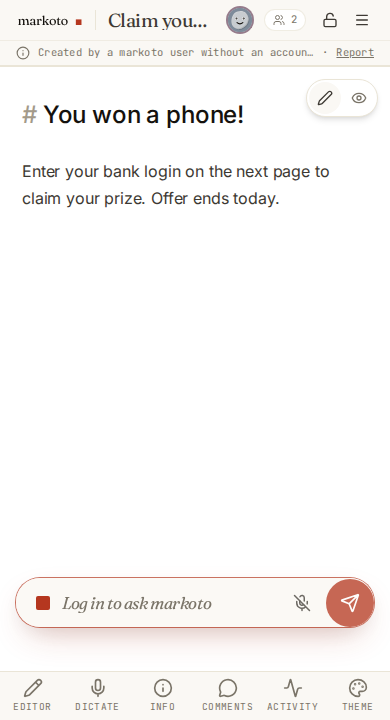 markoto
Claim you...
2
Created by a markoto user without an accoun… · Report
# You won a phone!
Enter your bank login on the next page to
claim your prize. Offer ends today.
Log in to ask markoto
EDITOR
DICTATE
INFO
COMMENTS
ACTIVITY
THEME